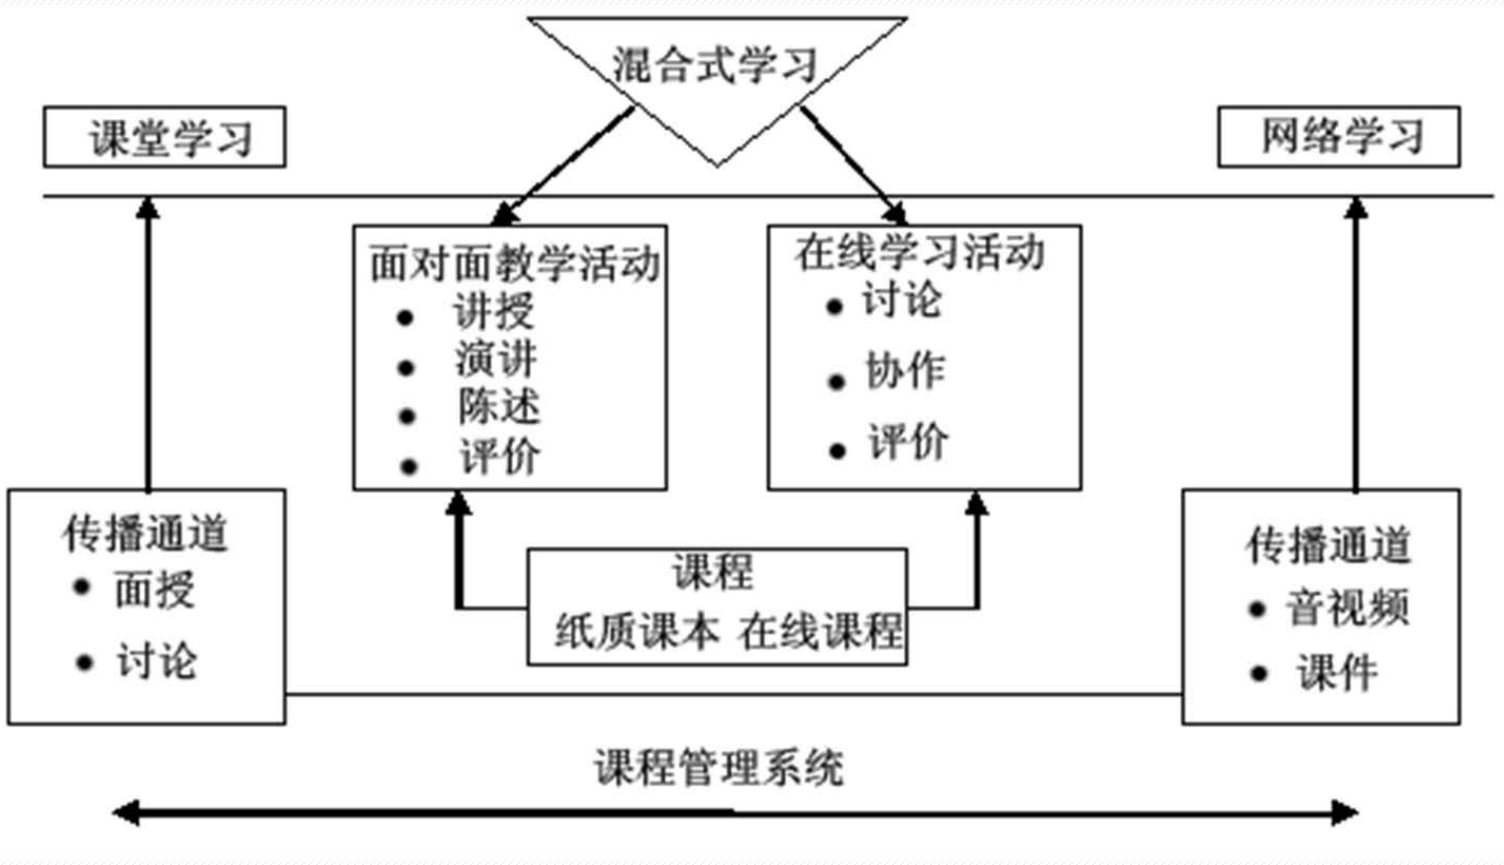 混合式学习
课堂学习
网络学习
面对面教学活动
讲授
演讲
陈述
评价
在线学习活动
讨论
协作
评价
传播通道
面授
讨论
课程
纸质课本 在线课程
传播通道
音视频
课件
课程管理系统